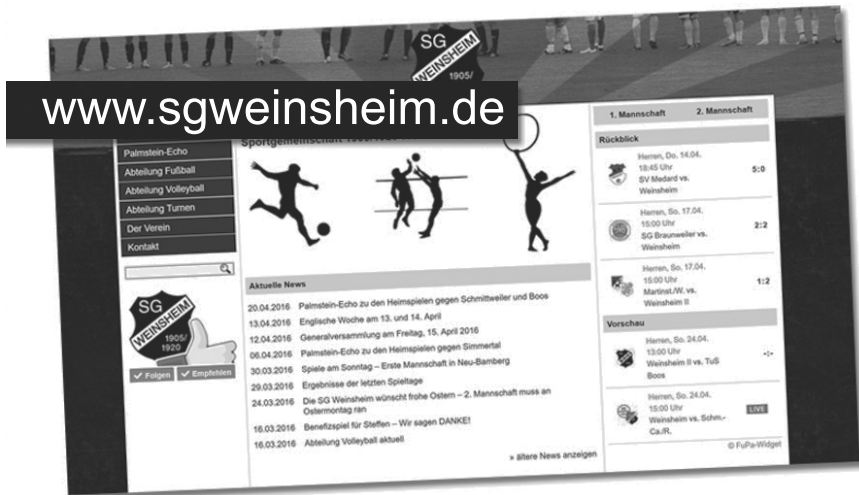 SG
WEINSHEIM
1905/
www.sgweinsheim.de
Sportgemeinschaft
Palmstein-Echo
Abteilung Fußball
Abteilung Volleyball
Abteilung Turnen
Der Verein
Kontakt
SG
WEINSHEIM
1905/
1920
Folgen
Empfehlen
Aktuelle News
20.04.2016 Palmstein-Echo zu den Heimspielen gegen Schmittweiler und Boos
13.04.2016 Englische Woche am 13. und 14. April
12.04.2016 Generalversammlung am Freitag, 15. April 2016
06.04.2016 Palmstein-Echo zu den Heimspielen gegen Simmertal
30.03.2016 Spiele am Sonntag – Erste Mannschaft in Neu-Bamberg
29.03.2016 Ergebnisse der letzten Spieltage
24.03.2016 Die SG Weinsheim wünscht frohe Ostern – 2. Mannschaft muss an
Ostermontag ran
16.03.2016 Benefizspiel für Steffen – Wir sagen DANKE!
16.03.2016 Abteilung Volleyball aktuell
» ältere News anzeigen
1. Mannschaft 2. Mannschaft
Rückblick
Herren, Do. 14.04.
18:45 Uhr
SV Medard vs.
Weinsheim
5:0
Herren, So. 17.04.
15:00 Uhr
SG Braunweiler vs.
Weinsheim
2:2
Herren, So. 17.04.
15:00 Uhr
Martinst./W. vs.
Weinsheim II
1:2
Vorschau
Herren, So. 24.04.
13:00 Uhr
Weinsheim II vs. TuS
Boos
-:-
Herren, So. 24.04.
15:00 Uhr
Weinsheim vs. Schm.-
Ca./R.
LIVE
© FuPa-Widget